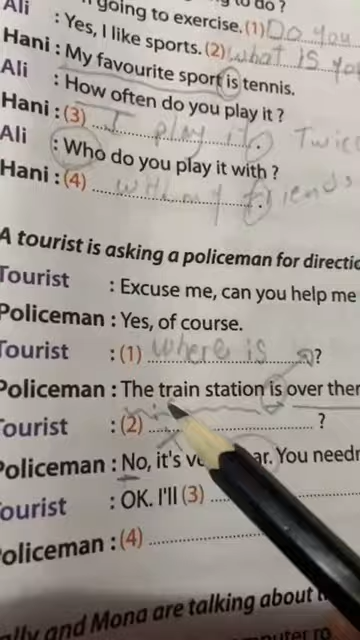 g to do?
Ali : going to exercise. (1) Do you
: Yes, I like sports. (2) what is you
Hani : My favourite sport is tennis.
Ali : How often do you play it?
Hani : (3) I play it Twice
Ali : Who do you play it with?
Hani : (4) with my friends.
A tourist is asking a policeman for directio
Tourist : Excuse me, can you help me
Policeman : Yes, of course.
Tourist : (1) where is ?
Policeman : The train station is over ther
Tourist : (2) ?
Policeman : No, it's ar. You need
Tourist : OK. I'll (3)
Policeman : (4)
ally and Mona are talking about